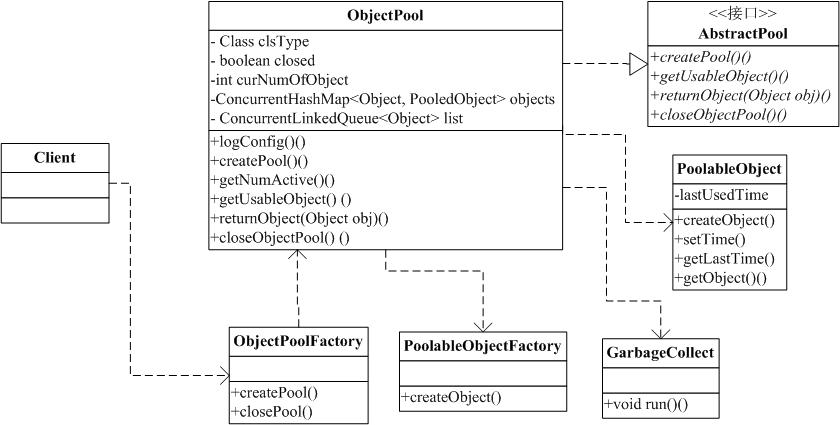 ObjectPool
- Class clsType
- boolean closed
-int curNumOfObject
-ConcurrentHashMap<Object, PooledObject> objects
- ConcurrentLinkedQueue<Object> list
+logConfig()()
+createPool()()
+getNumActive()()
+getUsableObject() ()
+returnObject(Object obj)()
+closeObjectPool() ()
<<接口>>
AbstractPool
+createPool()()
+getUsableObject()()
+returnObject(Object obj)()
+closeObjectPool()()
Client
PoolableObject
-lastUsedTime
+createObject()
+setTime()
+getLastTime()
+getObject()()
ObjectPoolFactory
+createPool()
+closePool()
PoolableObjectFactory
+createObject()
GarbageCollect
+void run()()